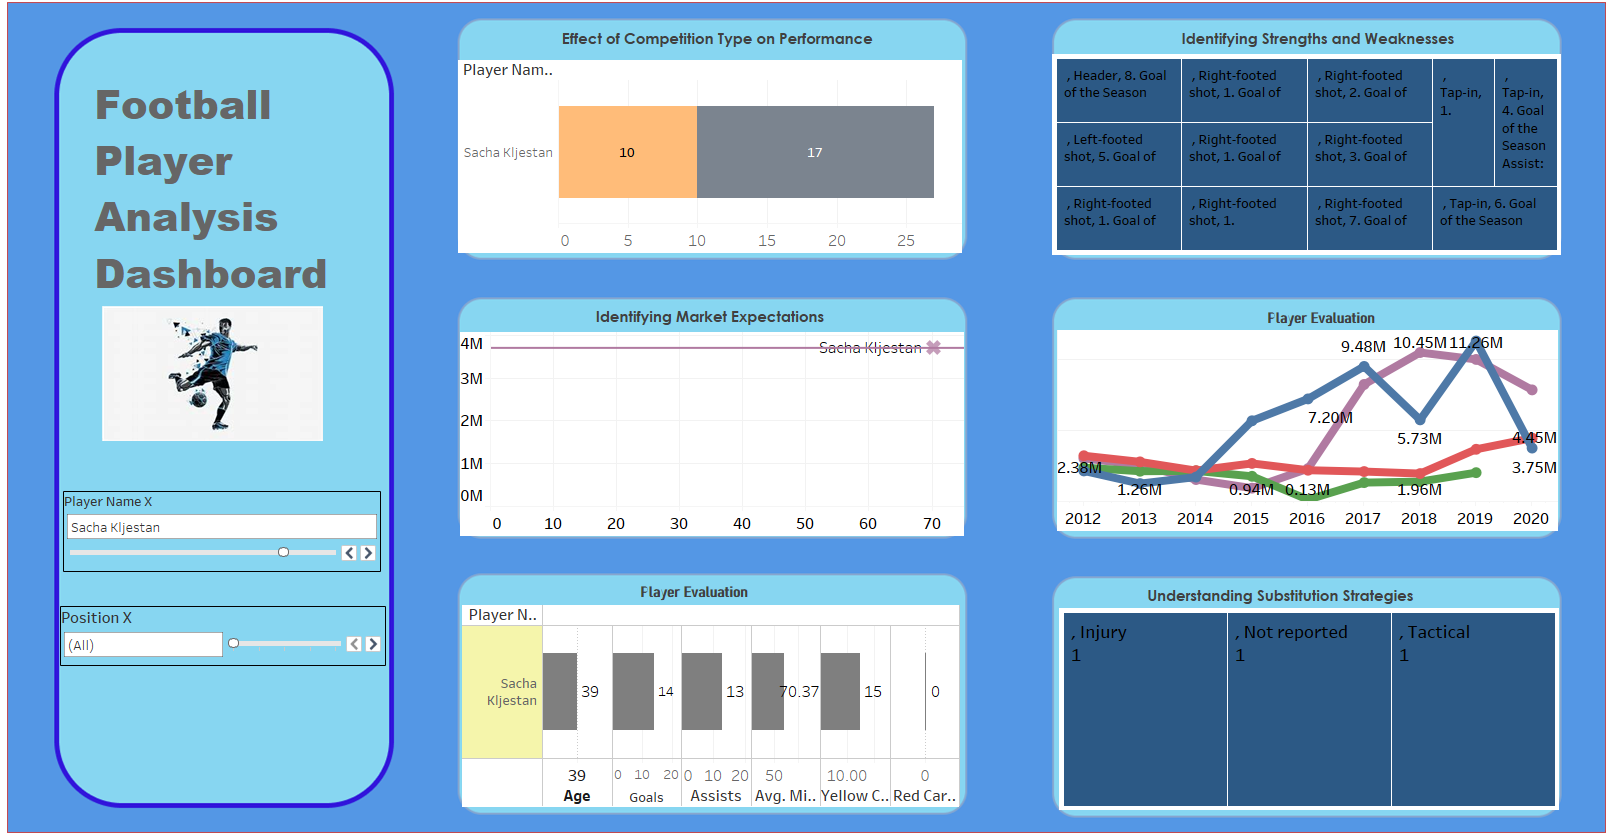 Football
Player
Analysis
Dashboard
Player Name X
Sacha Kljestan
Position X
(All)
Effect of Competition Type on Performance
Player Nam..
Sacha Kljestan
10
17
0 5 10 15 20 25
Identifying Strengths and Weaknesses
, Header, 8. Goal
of the Season
, Right-footed
shot, 1. Goal of
, Right-footed
shot, 2. Goal of
,
Tap-in,
1.
,
Tap-in,
4. Goal
of the
Season
Assist:
, Left-footed
shot, 5. Goal of
, Right-footed
shot, 1. Goal of
, Right-footed
shot, 3. Goal of
, Right-footed
shot, 1. Goal of
, Right-footed
shot, 1.
, Right-footed
shot, 7. Goal of
, Tap-in, 6. Goal
of the Season
Identifying Market Expectations
4M
3M
2M
1M
0M
Sacha Kljestan
0 10 20 30 40 50 60 70
Flayer Evaluation
9.48M 10.45M 11.26M
7.20M
5.73M
4.45M
2.38M
3.75M
1.26M 0.94M 0.13M 1.96M
2012 2013 2014 2015 2016 2017 2018 2019 2020
Flayer Evaluation
Player N..
Sacha
Kljestan
39 14 13 70.37 15 0
39 0 10 20 0 10 20 50 10.00 0
Age Goals Assists Avg. Mi.. Yellow C.. Red Car..
Understanding Substitution Strategies
, Injury
1
, Not reported
1
, Tactical
1